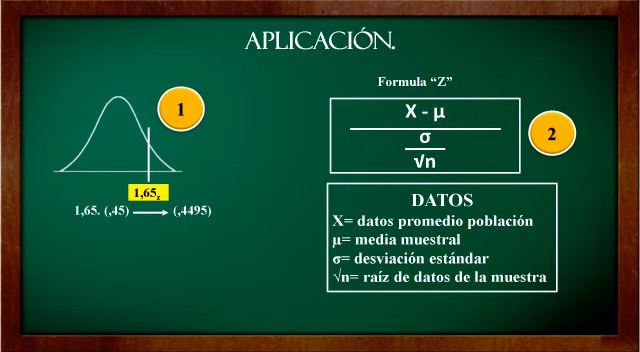 APLICACIÓN.
1
1,65z
1,65. (,45) → (,4495)
Formula “Z”
X - μ
σ
√n
2
DATOS
X= datos promedio población
μ= media muestral
σ= desviación estándar
√n= raíz de datos de la muestra